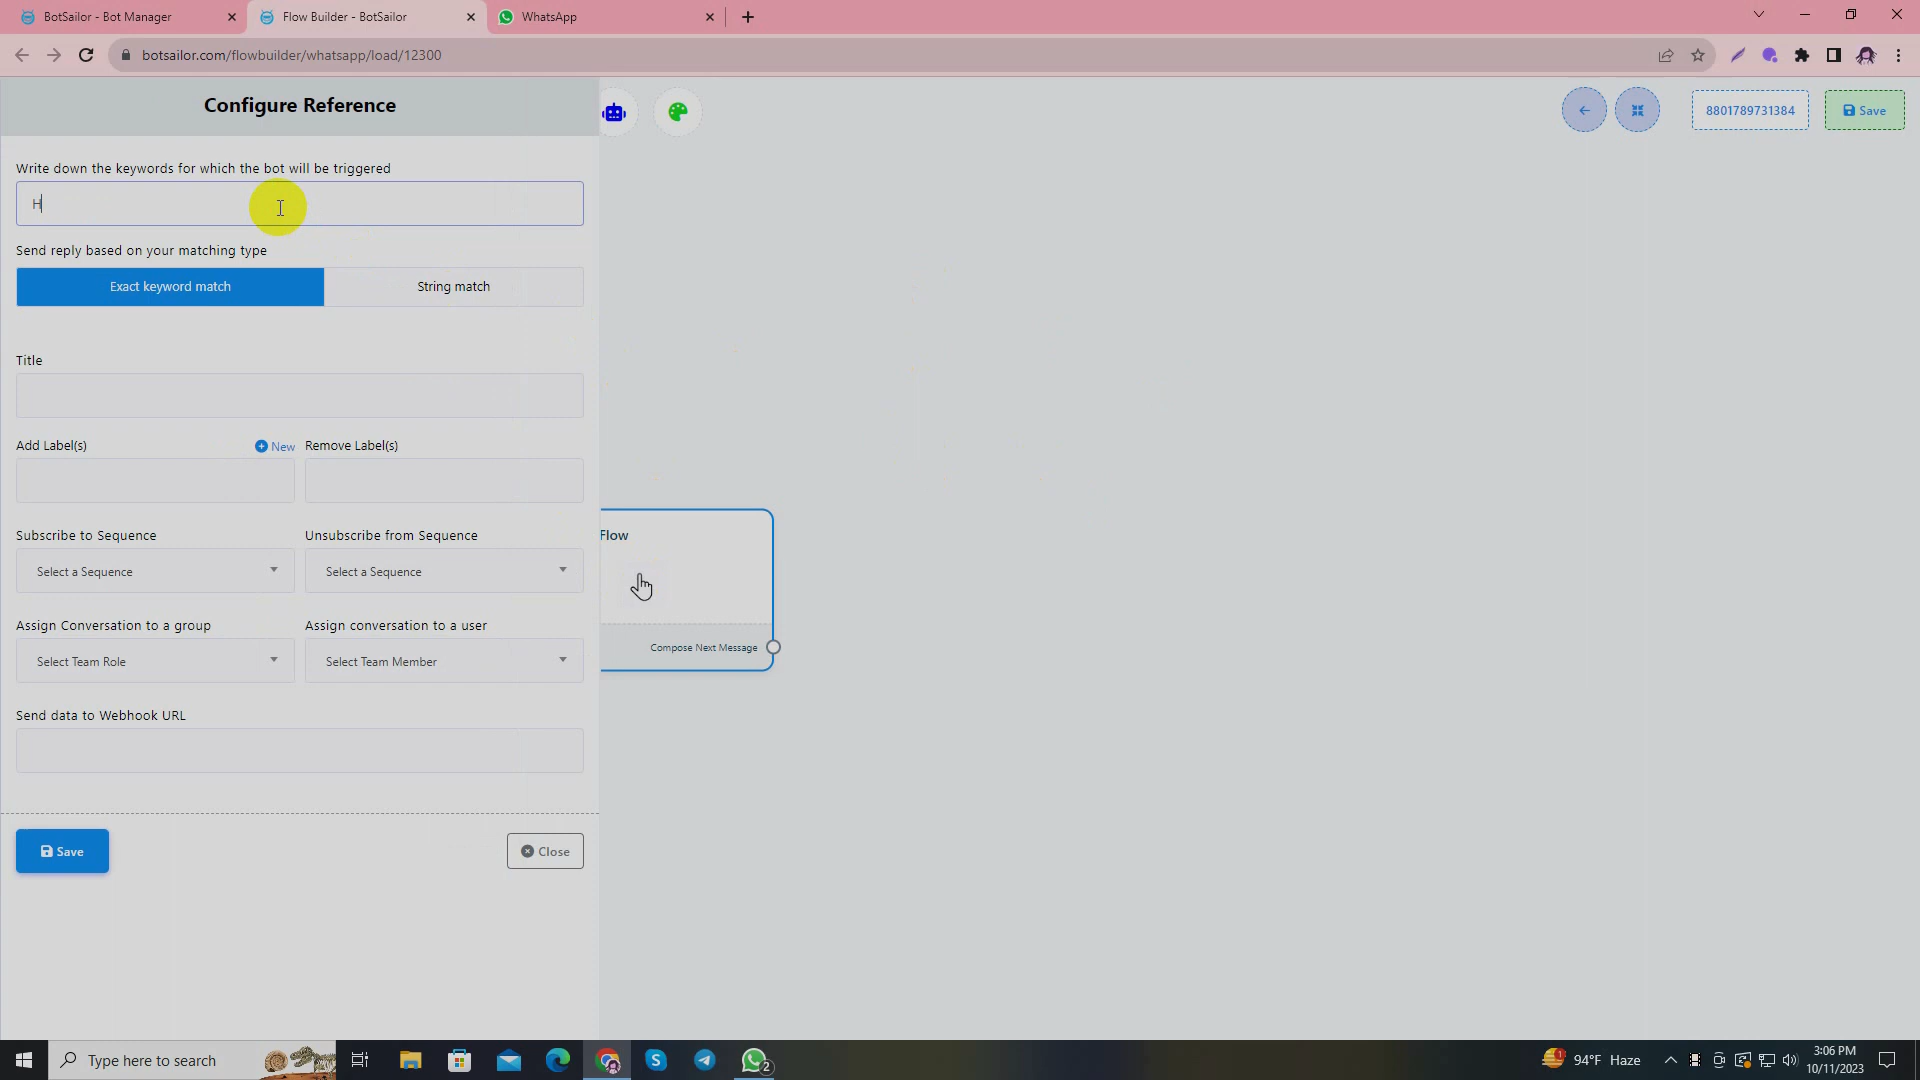 BotSailor - Bot Manager
Flow Builder - BotSailor
WhatsApp
botsailor.com/flowbuilder/whatsapp/load/12300
Configure Reference
8801789731384
Save
Write down the keywords for which the bot will be triggered
H
Send reply based on your matching type
Exact keyword match
String match
Title
Add Label(s)
New
Remove Label(s)
Flow
Subscribe to Sequence
Unsubscribe from Sequence
Select a Sequence
Select a Sequence
Assign Conversation to a group
Assign conversation to a user
Compose Next Message
Select Team Role
Select Team Member
Send data to Webhook URL
Save
Close
Type here to search
2
1
94°F Haze
3:06 PM
10/11/2023